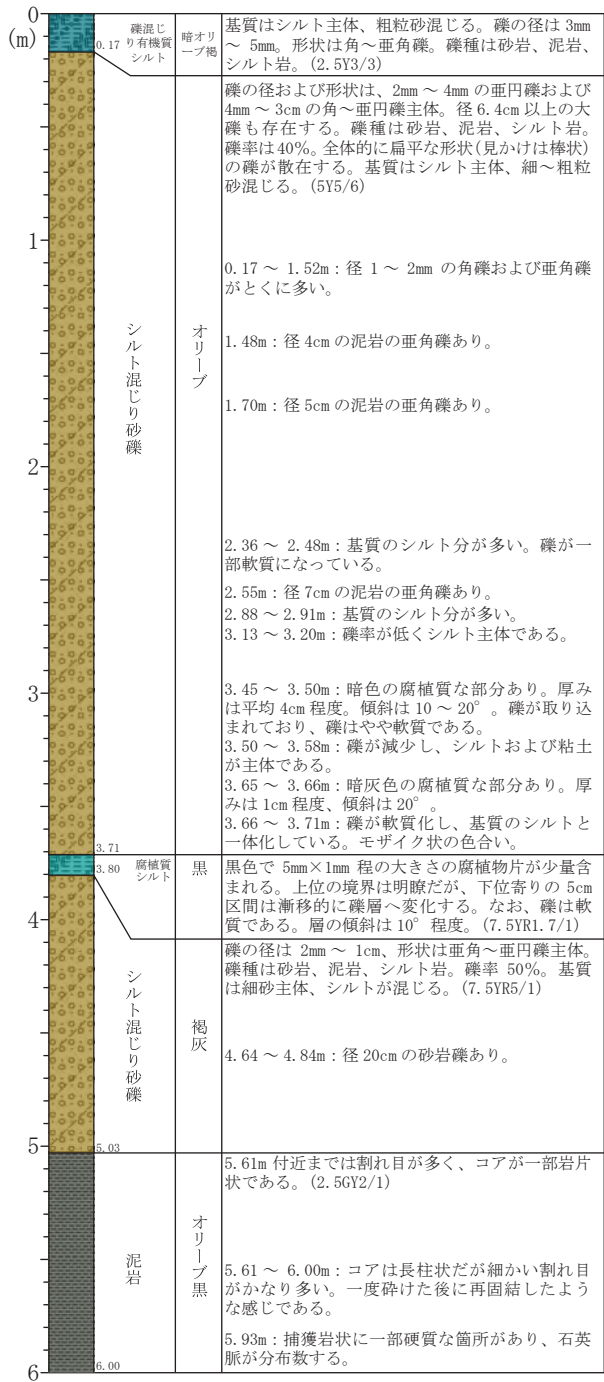 0
(m)
礫混じ
り有機質
シルト
0.17
暗オリ
ーブ褐
基質はシルト主体、粗粒砂混じる。礫の径は 3mm
～ 5mm。形状は角～亜角礫。礫種は砂岩、泥岩、
シルト岩。(2.5Y3/3)
礫の径および形状は、2mm ～ 4mm の亜円礫および
4mm ～ 3cm の角～亜円礫主体。径 6.4cm 以上の大
礫も存在する。礫種は砂岩、泥岩、シルト岩。
礫率は40%。全体的に扁平な形状(見かけは棒状)
の礫が散在する。基質はシルト主体、細～粗粒
砂混じる。(5Y5/6)
1
0.17 ～ 1.52m：径 1 ～ 2mm の角礫および亜角礫
がとくに多い。
シルト混じり砂礫
オリーブ
1.48m：径 4cm の泥岩の亜角礫あり。
1.70m：径 5cm の泥岩の亜角礫あり。
2
2.36 ～ 2.48m：基質のシルト分が多い。礫が一
部軟質になっている。
2.55m：径 7cm の泥岩の亜角礫あり。
2.88 ～ 2.91m：基質のシルト分が多い。
3.13 ～ 3.20m：礫率が低くシルト主体である。
3
3.45 ～ 3.50m：暗色の腐植質な部分あり。厚み
は平均 4cm 程度。傾斜は 10 ～ 20°。礫が取り込
まれており、礫はやや軟質である。
3.50 ～ 3.58m：礫が減少し、シルトおよび粘土
が主体である。
3.65 ～ 3.66m：暗灰色の腐植質な部分あり。厚
みは 1cm 程度、傾斜は 20°。
3.66 ～ 3.71m：礫が軟質化し、基質のシルトと
一体化している。モザイク状の色合い。
3.71
腐植質
シルト
3.80
黒
黒色で 5mm×1mm 程の大きさの腐植物片が少量含
まれる。上位の境界は明瞭だが、下位寄りの 5cm
区間は漸移的に礫層へ変化する。なお、礫は軟
質である。層の傾斜は 10° 程度。(7.5YR1.7/1)
4
シルト混じり砂礫
褐灰
礫の径は 2mm ～ 1cm、形状は亜角～亜円礫主体。
礫種は砂岩、泥岩、シルト岩。礫率 50%。基質
は細砂主体、シルトが混じる。(7.5YR5/1)
4.64 ～ 4.84m：径 20cm の砂岩礫あり。
5
5.03
泥岩
オリーブ黒
5.61m 付近までは割れ目が多く、コアが一部岩片
状である。(2.5GY2/1)
5.61 ～ 6.00m：コアは長柱状だが細かい割れ目
がかなり多い。一度砕けた後に再固結したよう
な感じである。
5.93m：捕獲岩状に一部硬質な箇所があり、石英
脈が分布数する。
6.00
6